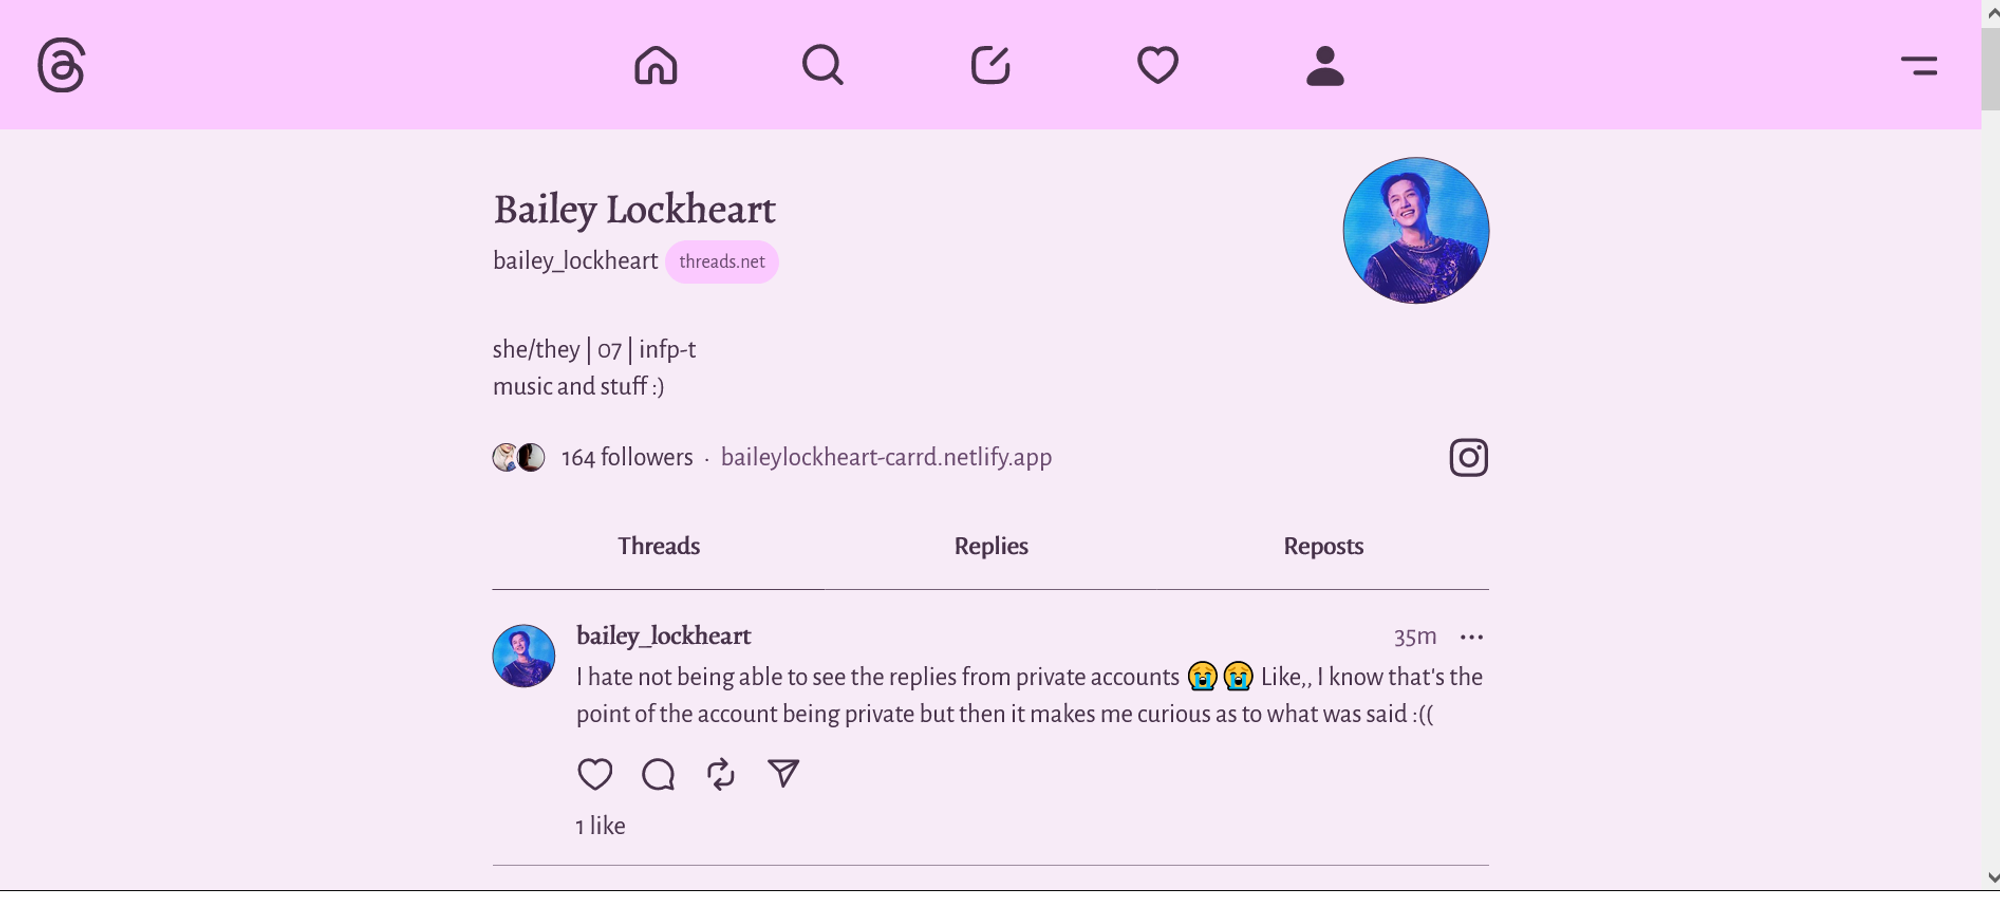 Bailey Lockheart
bailey_lockheart threads.net
she/they | 07 | infp-t
music and stuff :)
164 followers · baileylockheart-carrd.netlify.app
Threads Replies Reposts
bailey_lockheart 35m
I hate not being able to see the replies from private accounts 😭😭 Like,, I know that's the
point of the account being private but then it makes me curious as to what was said :((
1 like